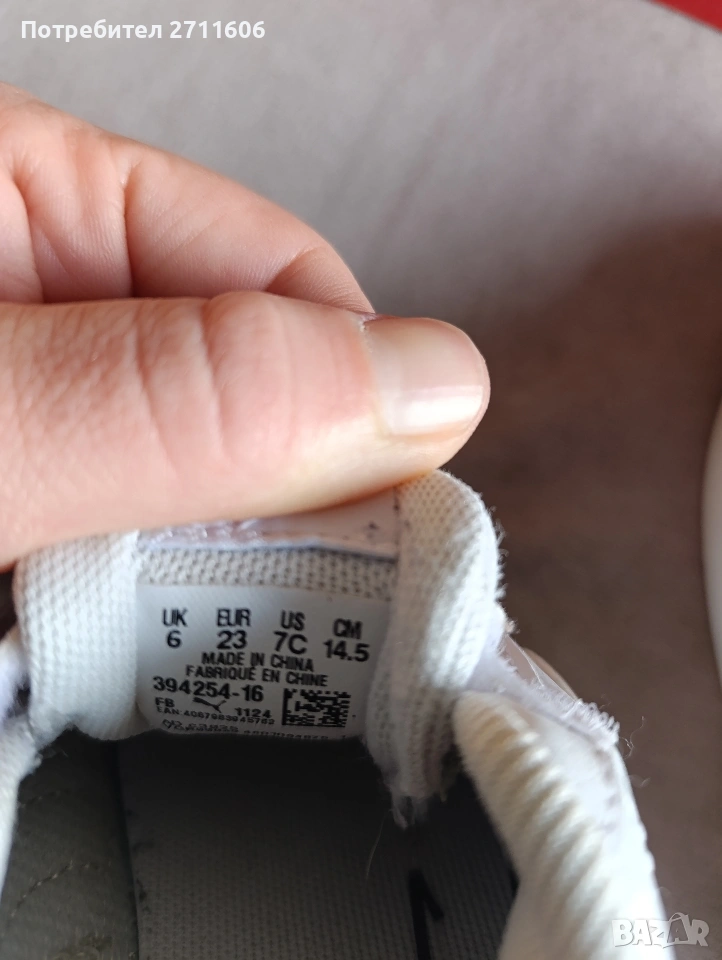 Потребител 2711606
UK EUR US CM
6 23 7C 14.5
MADE IN CHINA
FABRIQUÉ EN CHINE
394254-16
FB 1124
BAZAR